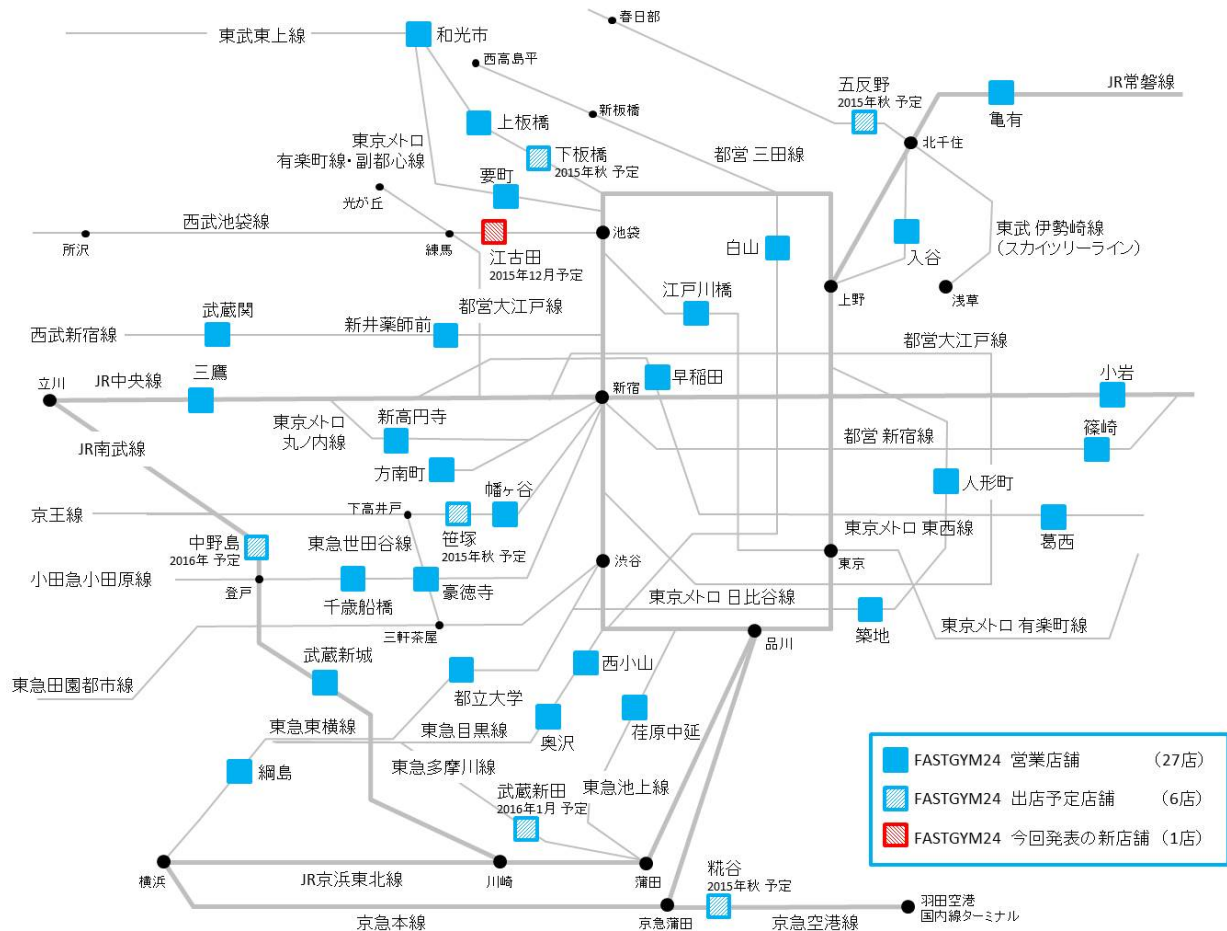 春日部
東武東上線
和光市
西高島平
五反野
2015年秋 予定
JR常磐線
亀有
新板橋
上板橋
北千住
東京メトロ
有楽町線・副都心線
下板橋
2015年秋 予定
都営 三田線
要町
光が丘
西武池袋線
所沢
練馬
江古田
2015年12月予定
池袋
白山
入谷
東武 伊勢崎線
(スカイツリーライン)
上野
浅草
江戸川橋
武蔵関
都営大江戸線
新井薬師前
西武新宿線
都営大江戸線
立川
JR中央線
三鷹
新宿
早稲田
小岩
東京メトロ
丸ノ内線
新高円寺
都営 新宿線
篠崎
JR南武線
方南町
人形町
京王線
下高井戸
幡ヶ谷
笹塚
2015年秋 予定
東京メトロ 東西線
葛西
中野島
2016年 予定
東急世田谷線
渋谷
東京
小田急小田原線
登戸
千歳船橋
豪徳寺
東京メトロ 日比谷線
築地
東京メトロ 有楽町線
三軒茶屋
品川
武蔵新城
西小山
東急田園都市線
都立大学
東急東横線
東急目黒線
奥沢
荏原中延
綱島
東急多摩川線
東急池上線
武蔵新田
2016年1月 予定
FASTGYM24 営業店舗 (27店)
FASTGYM24 出店予定店舗 (6店)
FASTGYM24 今回発表の新店舗 (1店)
横浜
JR京浜東北線
川崎
蒲田
糀谷
2015年秋 予定
京急本線
京急蒲田
京急空港線
羽田空港
国内線ターミナル